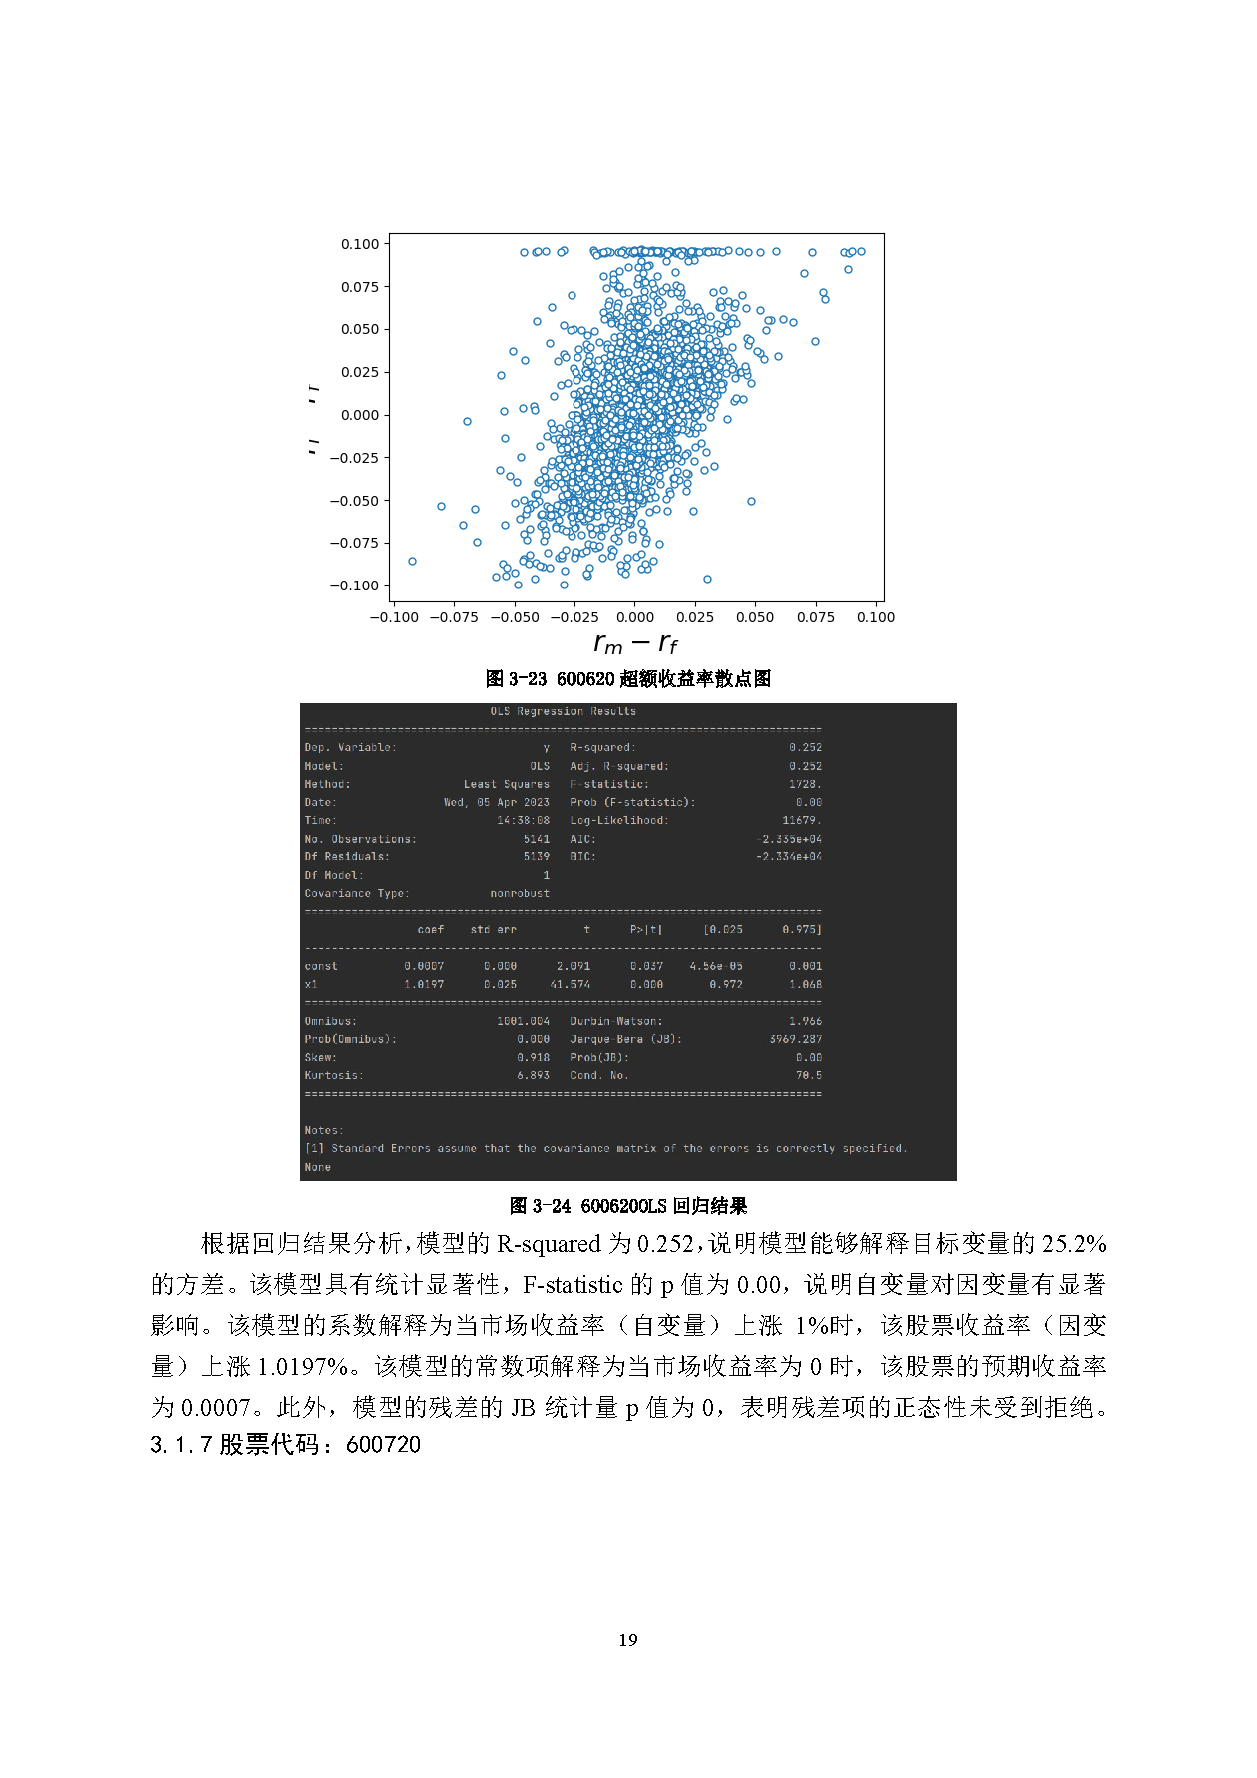 0.100
0.075
0.050
0.025
0.000
−0.025
−0.050
−0.075
−0.100
−0.100 −0.075 −0.050 −0.025 0.000 0.025 0.050 0.075 0.100
r_m − r_f
图 3-23 600620 超额收益率散点图
OLS Regression Results
==============================================================================
Dep. Variable: y R-squared: 0.252
Model: OLS Adj. R-squared: 0.252
Method: Least Squares F-statistic: 1728.
Date: Wed, 05 Apr 2023 Prob (F-statistic): 0.00
Time: 14:38:08 Log-Likelihood: 11679.
No. Observations: 5141 AIC: -2.335e+04
Df Residuals: 5139 BIC: -2.334e+04
Df Model: 1
Covariance Type: nonrobust
==============================================================================
coef std err t P>|t| [0.025 0.975]
------------------------------------------------------------------------------
const 0.0007 0.000 2.091 0.037 4.56e-05 0.001
x1 1.0197 0.025 41.574 0.000 0.972 1.068
==============================================================================
Omnibus: 1001.004 Durbin-Watson: 1.966
Prob(Omnibus): 0.000 Jarque-Bera (JB): 3969.287
Skew: 0.918 Prob(JB): 0.00
Kurtosis: 6.893 Cond. No. 70.5
==============================================================================
Notes:
[1] Standard Errors assume that the covariance matrix of the errors is correctly specified.
None
图 3-24 600620OLS 回归结果
根据回归结果分析，模型的 R-squared 为 0.252，说明模型能够解释目标变量的 25.2%
的方差。该模型具有统计显著性，F-statistic 的 p 值为 0.00，说明自变量对因变量有显著
影响。该模型的系数解释为当市场收益率（自变量）上涨 1%时，该股票收益率（因变
量）上涨 1.0197%。该模型的常数项解释为当市场收益率为 0 时，该股票的预期收益率
为 0.0007。此外，模型的残差的 JB 统计量 p 值为 0，表明残差项的正态性未受到拒绝。
3.1.7 股票代码：600720
19